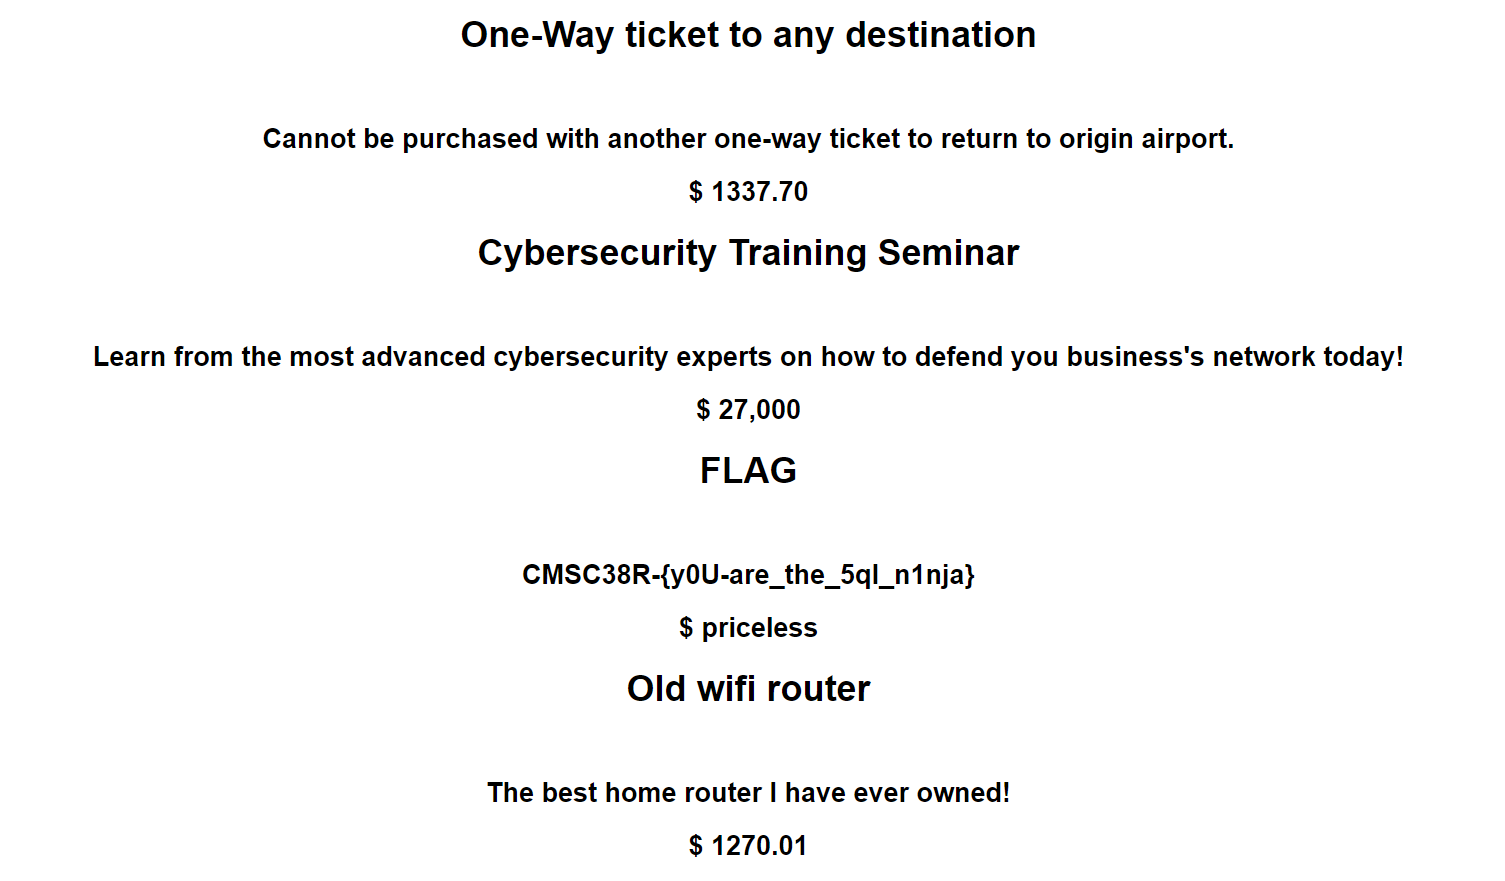 One-Way ticket to any destination
Cannot be purchased with another one-way ticket to return to origin airport.
$ 1337.70
Cybersecurity Training Seminar
Learn from the most advanced cybersecurity experts on how to defend you business's network today!
$ 27,000
FLAG
CMSC38R-{y0U-are_the_5ql_n1nja}
$ priceless
Old wifi router
The best home router I have ever owned!
$ 1270.01